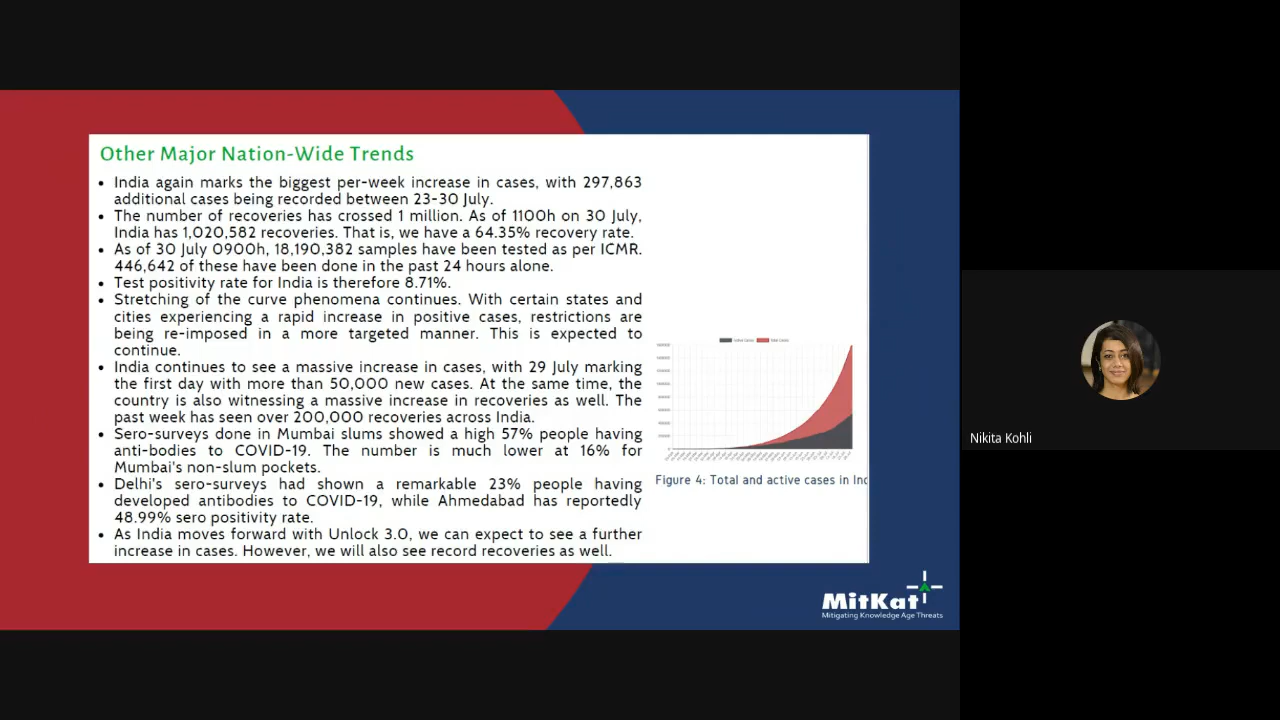 Other Major Nation-Wide Trends
• India again marks the biggest per-week increase in cases, with 297,863
additional cases being recorded between 23-30 July.
• The number of recoveries has crossed 1 million. As of 1100h on 30 July,
India has 1,020,582 recoveries. That is, we have a 64.35% recovery rate.
• As of 30 July 0900h, 18,190,382 samples have been tested as per ICMR.
446,642 of these have been done in the past 24 hours alone.
• Test positivity rate for India is therefore 8.71%.
• Stretching of the curve phenomena continues. With certain states and
cities experiencing a rapid increase in positive cases, restrictions are
being re-imposed in a more targeted manner. This is expected to
continue.
• India continues to see a massive increase in cases, with 29 July marking
the first day with more than 50,000 new cases. At the same time, the
country is also witnessing a massive increase in recoveries as well. The
past week has seen over 200,000 recoveries across India.
• Sero-surveys done in Mumbai slums showed a high 57% people having
anti-bodies to COVID-19. The number is much lower at 16% for
Mumbai's non-slum pockets.
• Delhi's sero-surveys had shown a remarkable 23% people having
developed antibodies to COVID-19, while Ahmedabad has reportedly
48.99% sero positivity rate.
• As India moves forward with Unlock 3.0, we can expect to see a further
increase in cases. However, we will also see record recoveries as well.
Figure 4: Total and active cases in
MitKat
Mitigating Knowledge Age Threats
Nikita Kohli